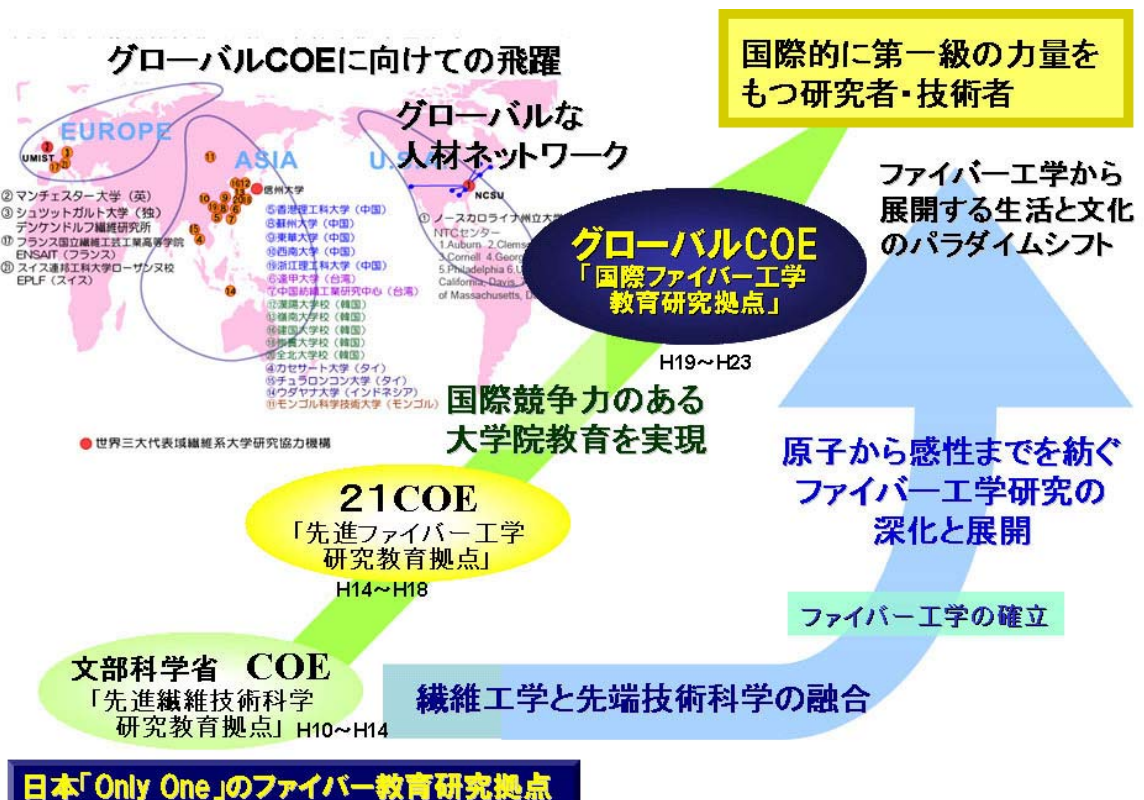 グローバルCOEに向けての飛躍
国際的に第一級の力量を
もつ研究者・技術者
グローバルな
人材ネットワーク
EUROPE
ASIA
UMIST
NCSU
信州大学
②マンチェスター大学（英）
③シュツットガルト大学（独）
デンケンドルフ繊維研究所
⑰フランス国立繊維工芸工業高等学院
ENSAIT（フランス）
㉑スイス連邦工科大学ローザンヌ校
EPLF（スイス）
⑤香港理工科大学（中国）
⑧蘇州大学（中国）
⑨東華大学（中国）
⑩西南大学（中国）
⑲浙江理工科大学（中国）
⑥逢甲大学（台湾）
⑦中国紡織工業研究中心（台湾）
⑫漢陽大学校（韓国）
⑬嶺南大学校（韓国）
⑯建国大学校（韓国）
大学校（韓国）
⑳全北大学校（韓国）
④カセサート大学（タイ）
⑮チュラロンコン大学（タイ）
⑭ウダヤナ大学（インドネシア）
⑪モンゴル科学技術大学（モンゴル）
①ノースカロライナ州立大学
NTCセンター
1.Auburn 2.Clems
3.Cornell 4.Georg
5.Philadelphia 6.U
California, Davis, 7
of Massachusetts, D
世界三大代表域繊維系大学研究協力機構
ファイバー工学から
展開する生活と文化
のパラダイムシフト
グローバルCOE
「国際ファイバー工学
教育研究拠点」
H19～H23
国際競争力のある
大学院教育を実現
原子から感性までを紡ぐ
ファイバー工学研究の
深化と展開
21COE
「先進ファイバー工学
研究教育拠点」
H14～H18
ファイバー工学の確立
文部科学省 COE
「先進繊維技術科学
研究教育拠点」H10～H14
繊維工学と先端技術科学の融合
日本「Only One」のファイバー教育研究拠点